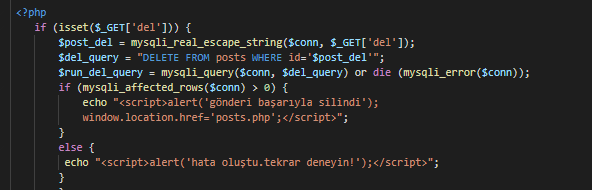 <?php
if (isset($_GET['del'])) {
$post_del = mysqli_real_escape_string($conn, $_GET['del']);
$del_query = "DELETE FROM posts WHERE id='$post_del'";
$run_del_query = mysqli_query($conn, $del_query) or die (mysqli_error($conn));
if (mysqli_affected_rows($conn) > 0) {
echo "<script>alert('gönderi başarıyla silindi');
window.location.href='posts.php';</script>";
}
else {
echo "<script>alert('hata oluştu.tekrar deneyin!');</script>";
}
}